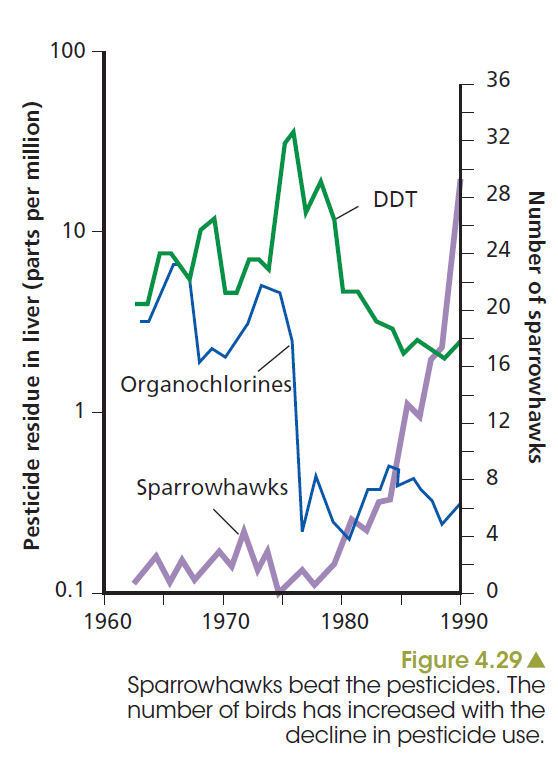 100
10
1
0.1
Pesticide residue in liver (parts per million)
36
32
28
24
20
16
12
8
4
0
Number of sparrowhawks
DDT
Organochlorines
Sparrowhawks
1960
1970
1980
1990
Figure 4.29 ▲
Sparrowhawks beat the pesticides. The
number of birds has increased with the
decline in pesticide use.